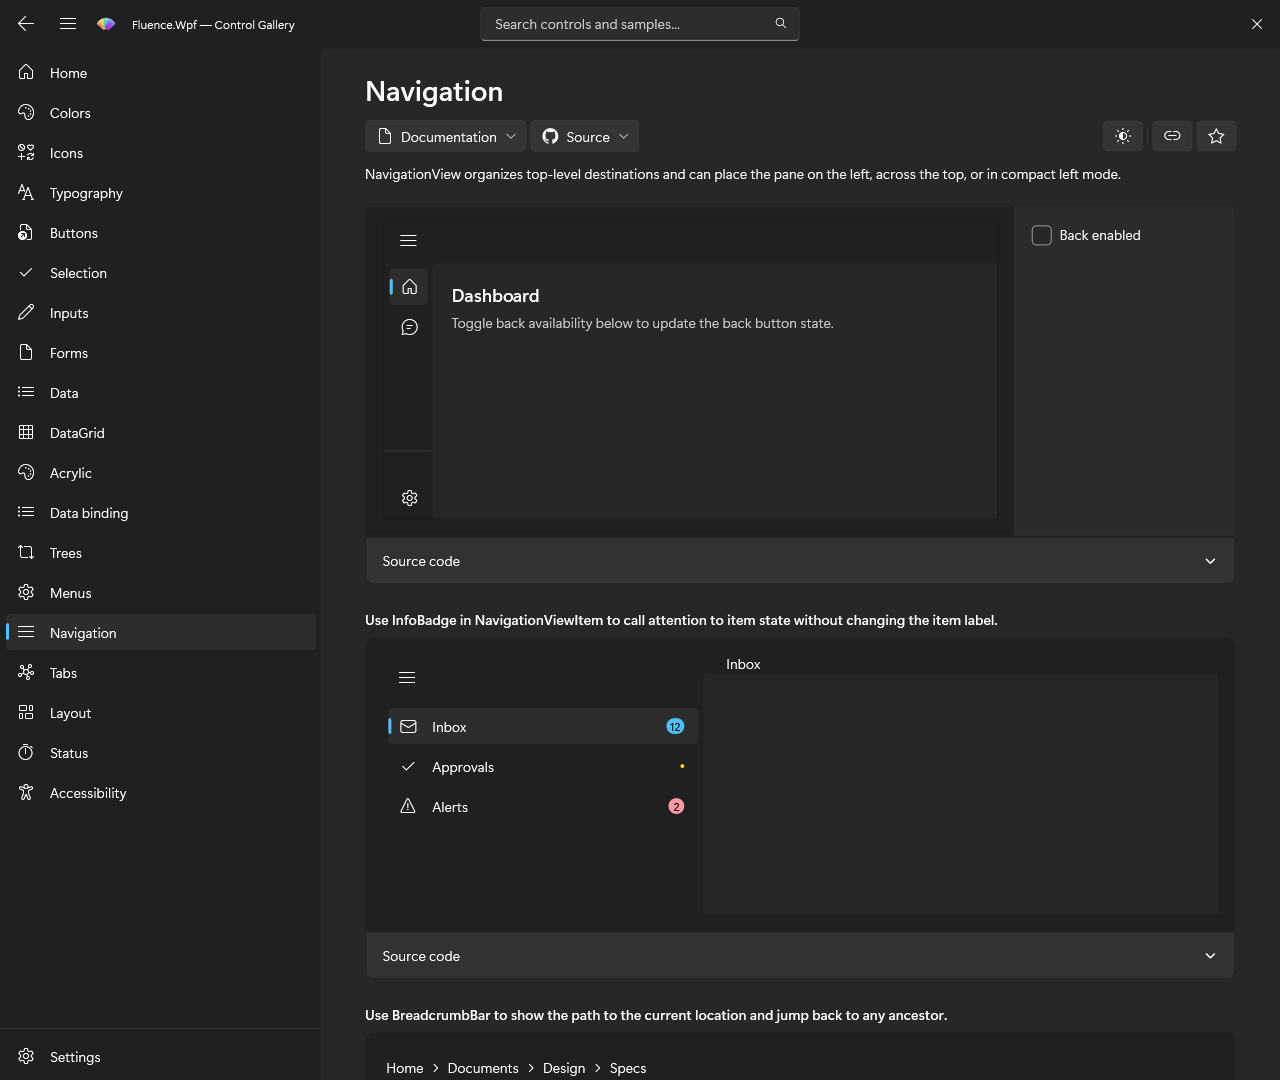 Fluence.Wpf — Control Gallery
Search controls and samples...
Home
Colors
Icons
Typography
Buttons
Selection
Inputs
Forms
Data
DataGrid
Acrylic
Data binding
Trees
Menus
Navigation
Tabs
Layout
Status
Accessibility
Settings
Navigation
Documentation
Source
NavigationView organizes top-level destinations and can place the pane on the left, across the top, or in compact left mode.
Dashboard
Toggle back availability below to update the back button state.
Back enabled
Source code
Use InfoBadge in NavigationViewItem to call attention to item state without changing the item label.
Inbox 12
Approvals
Alerts 2
Inbox
Source code
Use BreadcrumbBar to show the path to the current location and jump back to any ancestor.
Home > Documents > Design > Specs